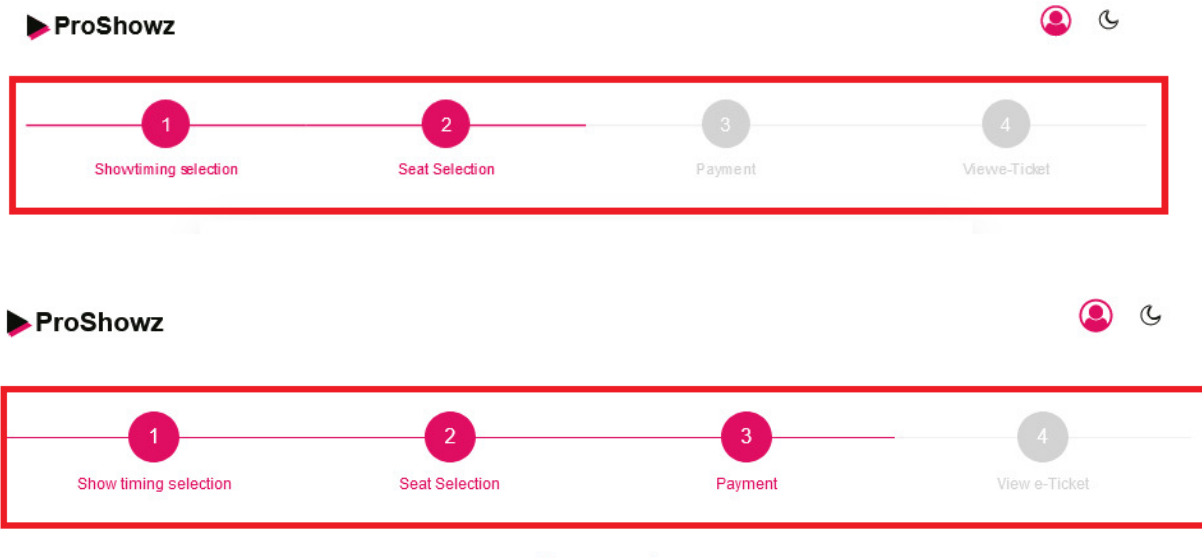 ProShowz
1 2 3 4
Showtiming selection Seat Selection Payment Viewe-Ticket
ProShowz
1 2 3 4
Show timing selection Seat Selection Payment View e-Ticket